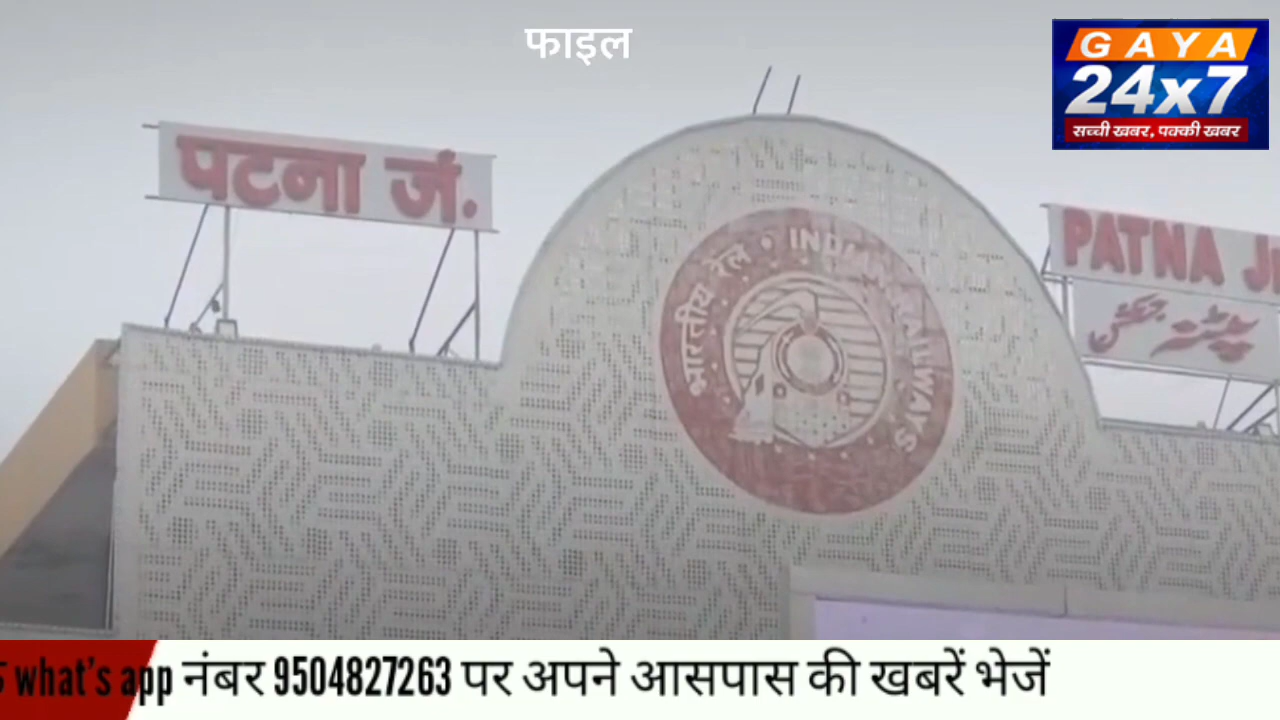 फाइल
GAYA
24x7
सच्ची खबर, पक्की खबर
पटना जं.
PATNA
پٹنہ جنکشن
भारतीय रेल • INDIAN RAILWAYS
what's app नंबर 9504827263 पर अपने आसपास की खबरें भेजें